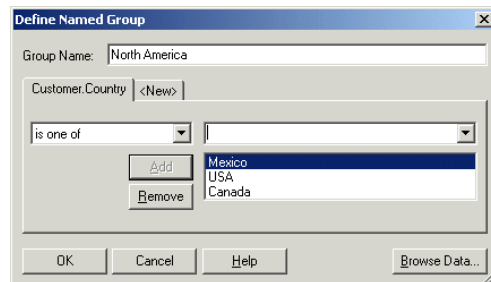 Define Named Group
Group Name: North America
Customer.Country <New>
is one of
Add
Mexico
USA
Canada
Remove
OK Cancel Help Browse Data...